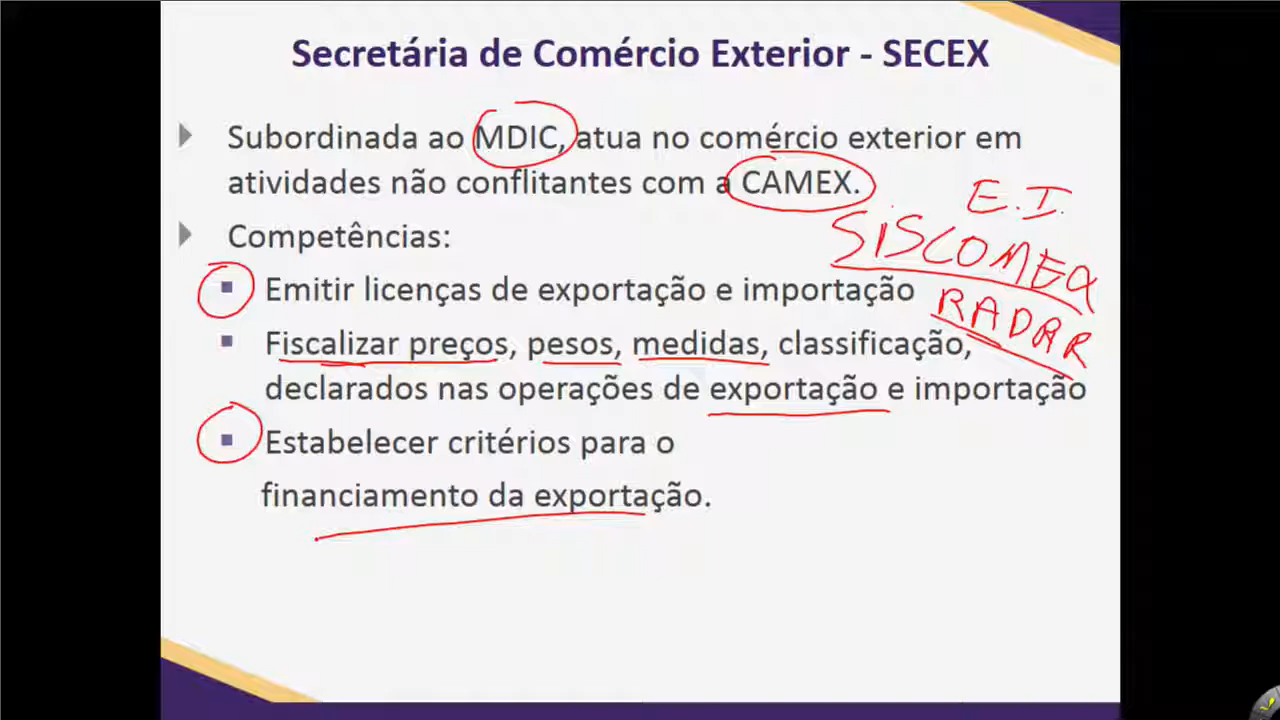 Secretária de Comércio Exterior - SECEX
Subordinada ao MDIC, atua no comércio exterior em
atividades não conflitantes com a CAMEX.
E.I.
SISCOMEX
RADAR
Competências:
Emitir licenças de exportação e importação
Fiscalizar preços, pesos, medidas, classificação,
declarados nas operações de exportação e importação
Estabelecer critérios para o
financiamento da exportação.